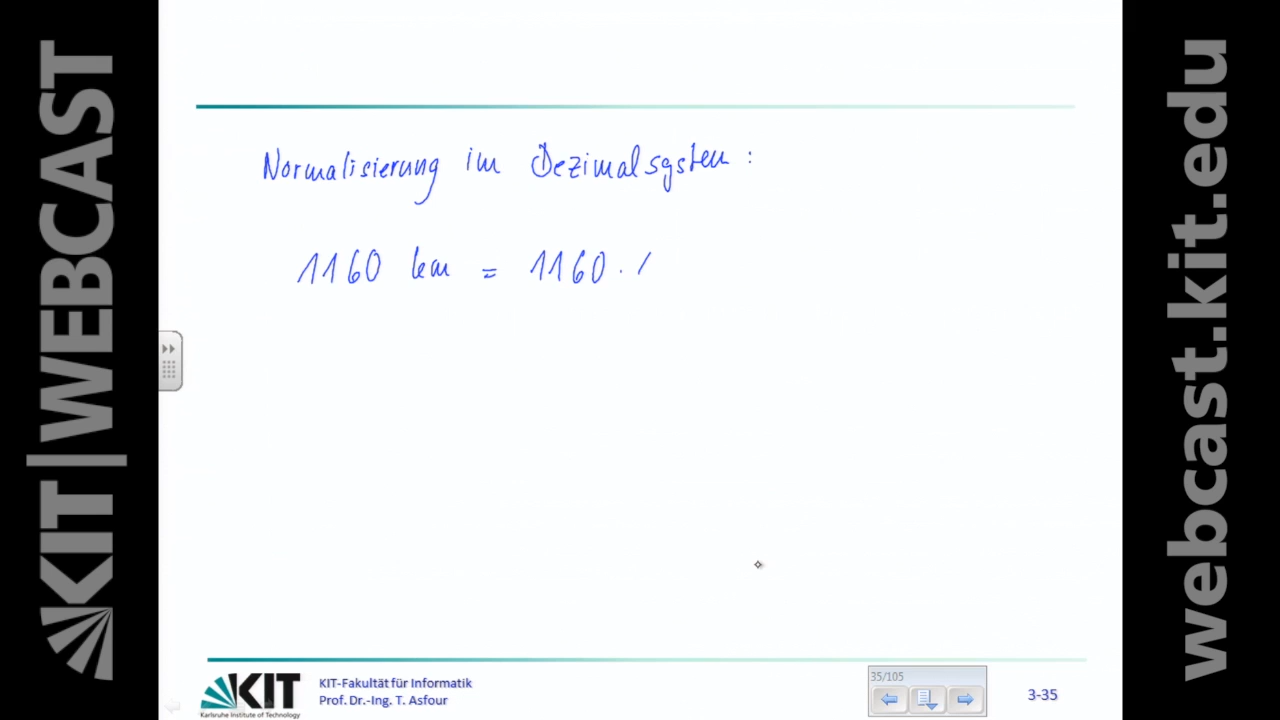 KIT|WEBCAST
Normalisierung im Dezimalsystem :
1160 km = 1160 . /
KIT
Karlsruhe Institute of Technology
KIT-Fakultät für Informatik
Prof. Dr.-Ing. T. Asfour
35/105
3-35
webcast.kit.edu